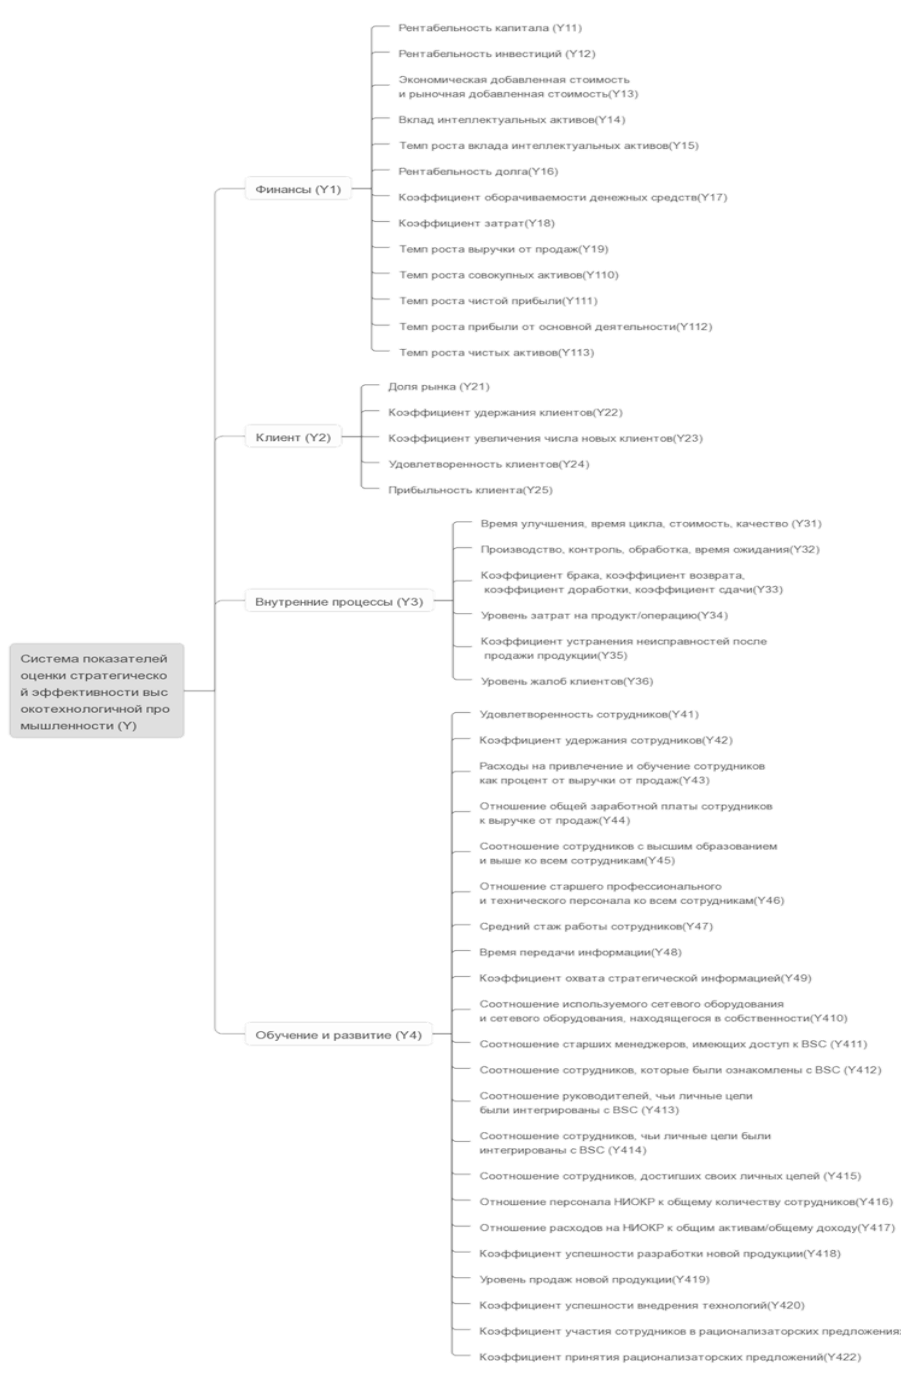 Рентабельность капитала (Y11)
Рентабельность инвестиций (Y12)
Экономическая добавленная стоимость
и рыночная добавленная стоимость(Y13)
Вклад интеллектуальных активов(Y14)
Темп роста вклада интеллектуальных активов(Y15)
Рентабельность долга(Y16)
Финансы (Y1)
Коэффициент оборачиваемости денежных средств(Y17)
Коэффициент затрат(Y18)
Темп роста выручки от продаж(Y19)
Темп роста совокупных активов(Y110)
Темп роста чистой прибыли(Y111)
Темп роста прибыли от основной деятельности(Y112)
Темп роста чистых активов(Y113)
Доля рынка (Y21)
Коэффициент удержания клиентов(Y22)
Клиент (Y2)
Коэффициент увеличения числа новых клиентов(Y23)
Удовлетворенность клиентов(Y24)
Прибыльность клиента(Y25)
Время улучшения, время цикла, стоимость, качество (Y31)
Производство, контроль, обработка, время ожидания(Y32)
Коэффициент брака, коэффициент возврата,
коэффициент доработки, коэффициент сдачи(Y33)
Внутренние процессы (Y3)
Уровень затрат на продукт/операцию(Y34)
Коэффициент устранения неисправностей после
продажи продукции(Y35)
Уровень жалоб клиентов(Y36)
Система показателей
оценки стратегическо
й эффективности выс
окотехнологичной про
мышленности (Y)
Удовлетворенность сотрудников(Y41)
Коэффициент удержания сотрудников(Y42)
Расходы на привлечение и обучение сотрудников
как процент от выручки от продаж(Y43)
Отношение общей заработной платы сотрудников
к выручке от продаж(Y44)
Соотношение сотрудников с высшим образованием
и выше ко всем сотрудникам(Y45)
Отношение старшего профессионального
и технического персонала ко всем сотрудникам(Y46)
Средний стаж работы сотрудников(Y47)
Время передачи информации(Y48)
Коэффициент охвата стратегической информацией(Y49)
Соотношение используемого сетевого оборудования
и сетевого оборудования, находящегося в собственности(Y410)
Обучение и развитие (Y4)
Соотношение старших менеджеров, имеющих доступ к BSC (Y411)
Соотношение сотрудников, которые были ознакомлены с BSC (Y412)
Соотношение руководителей, чьи личные цели
были интегрированы с BSC (Y413)
Соотношение сотрудников, чьи личные цели были
интегрированы с BSC (Y414)
Соотношение сотрудников, достигших своих личных целей (Y415)
Отношение персонала НИОКР к общему количеству сотрудников(Y416)
Отношение расходов на НИОКР к общим активам/общему доходу(Y417)
Коэффициент успешности разработки новой продукции(Y418)
Уровень продаж новой продукции(Y419)
Коэффициент успешности внедрения технологий(Y420)
Коэффициент участия сотрудников в рационализаторских предложениях
Коэффициент принятия рационализаторских предложений(Y422)